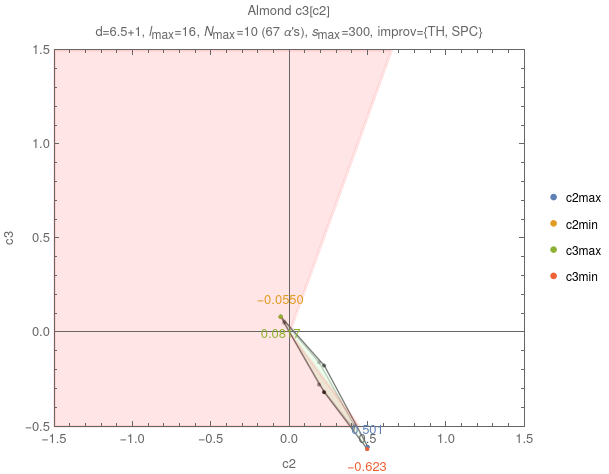 Almond c3[c2]
d=6.5+1, lmax=16, Nmax=10 (67 α's), smax=300, improv={TH, SPC}
1.5
1.0
c2max
c2min
c3
0.5
c3max
c3min
−0.0550
0.0
−0.5
0.501
−1.5
−1.0
−0.5
0.0
0.5
1.0
1.5
c2
−0.623